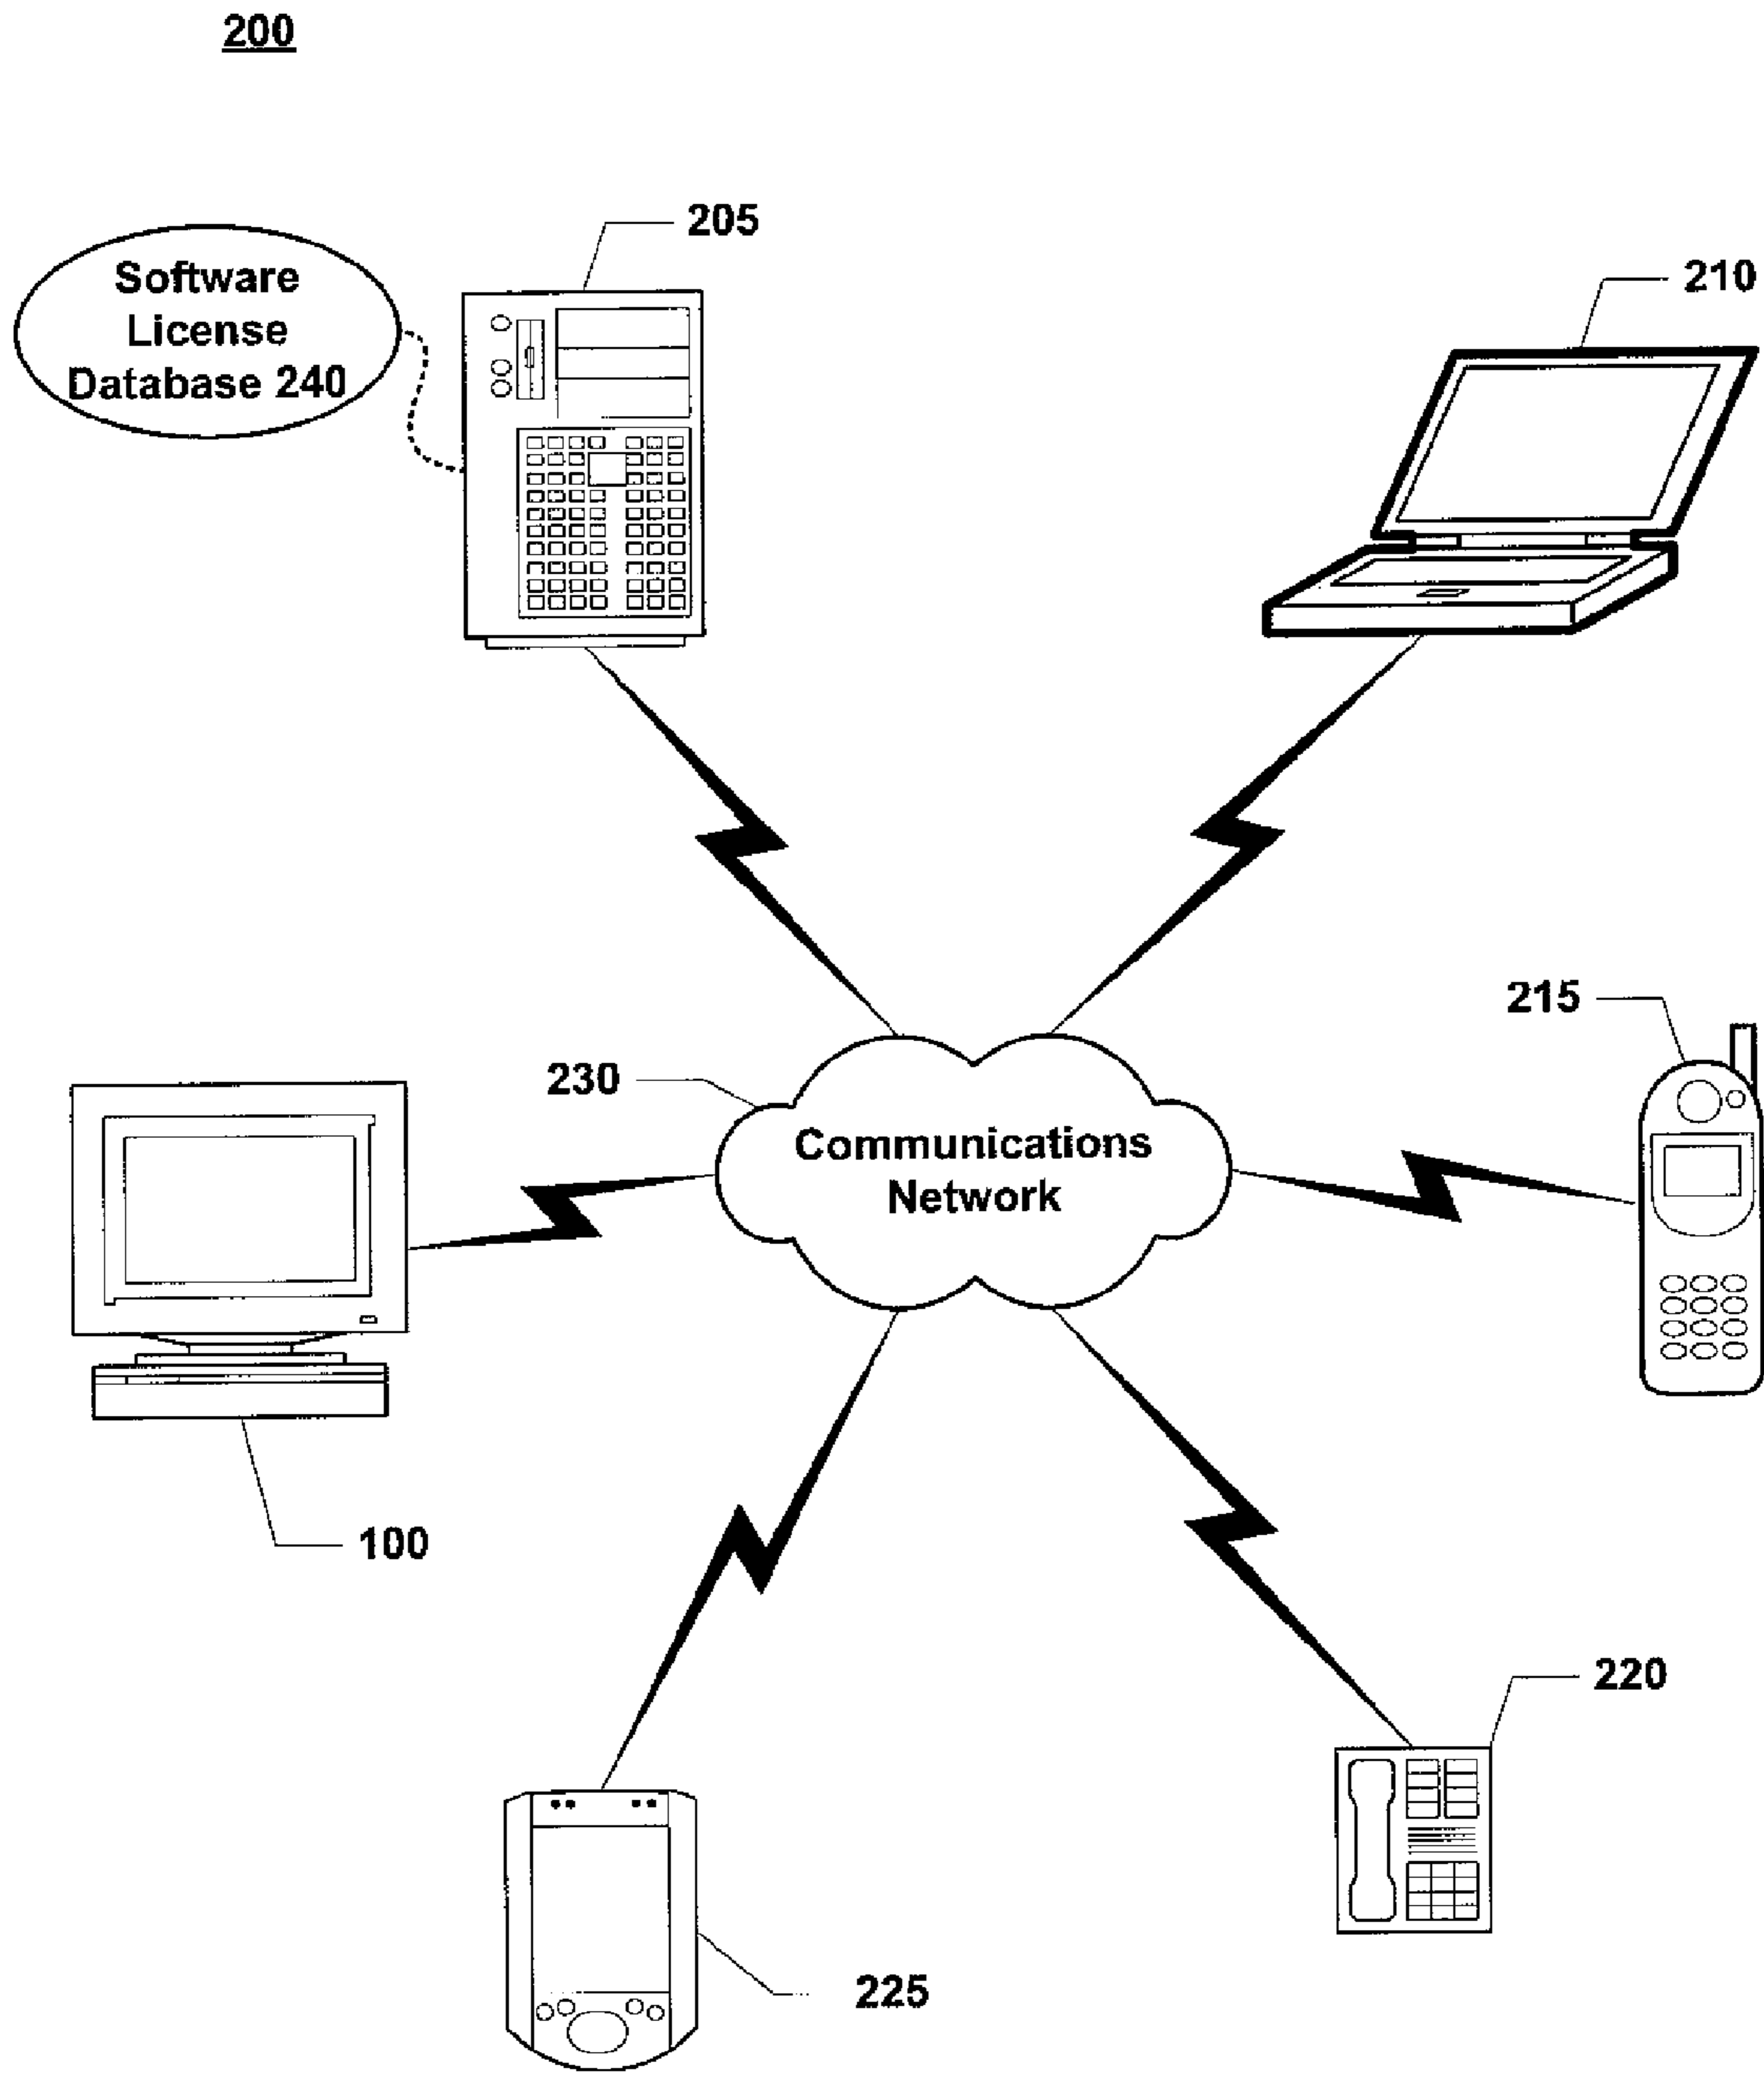 200
205
Software
License
Database 240
210
215
230
Communications
Network
100
220
225